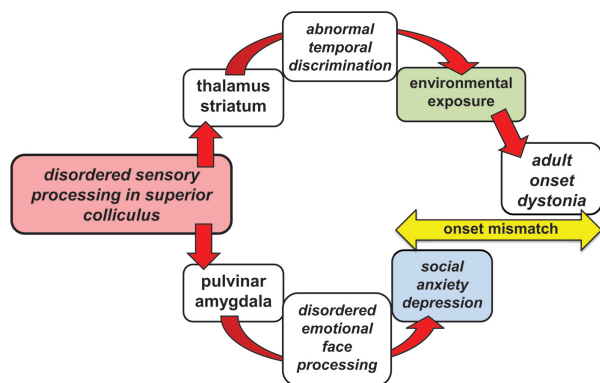 abnormal
temporal
discrimination
thalamus
striatum
environmental
exposure
disordered sensory
processing in superior
colliculus
adult
onset
dystonia
onset mismatch
pulvinar
amygdala
disordered
emotional
face
processing
social
anxiety
depression